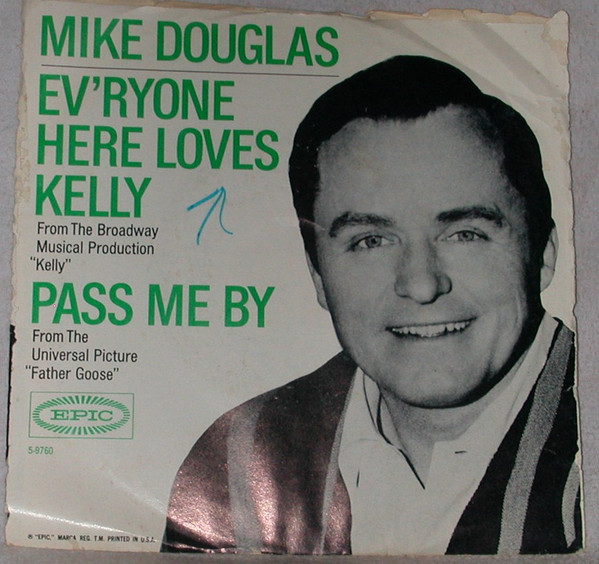 MIKE DOUGLAS
EV'RYONE
HERE LOVES
KELLY
From The Broadway
Musical Production
"Kelly"
PASS ME BY
From The
Universal Picture
"Father Goose"
EPIC
5-9760
® "EPIC," MARCA REG. T.M. PRINTED IN U.S.A.